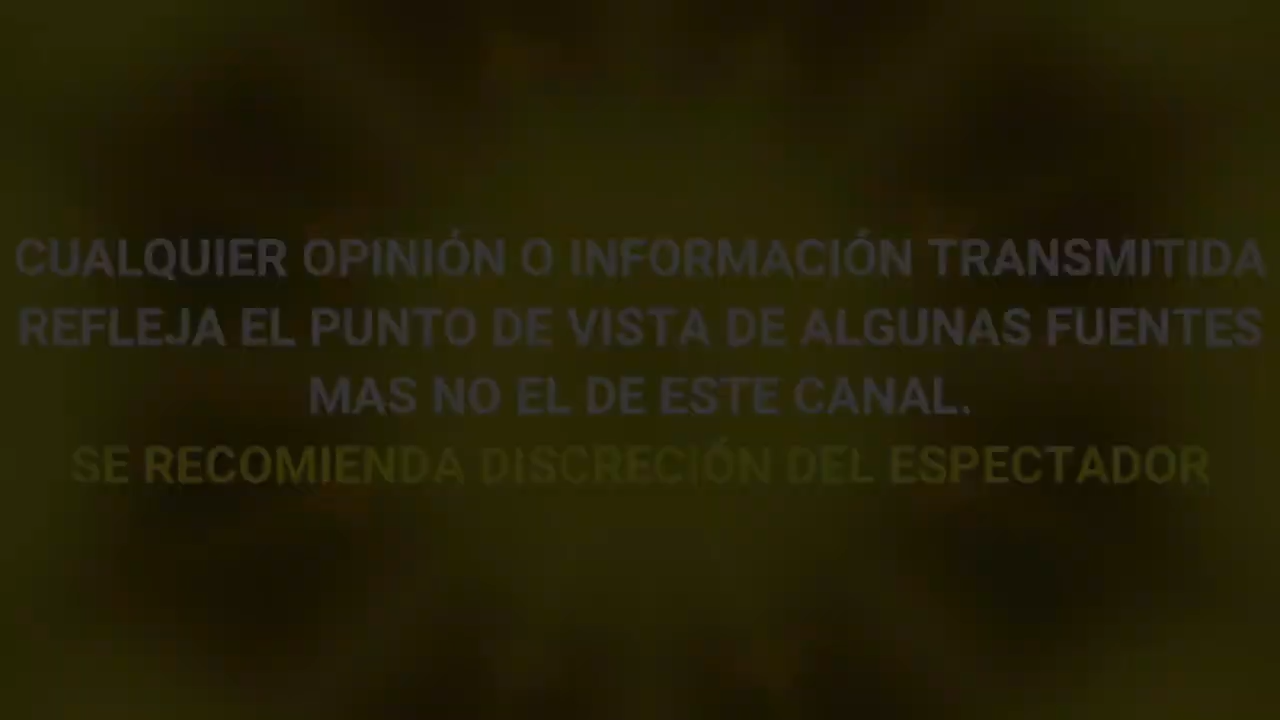 CUALQUIER OPINIÓN O INFORMACIÓN TRANSMITIDA
REFLEJA EL PUNTO DE VISTA DE ALGUNAS FUENTES
MAS NO EL DE ESTE CANAL.
SE RECOMIENDA DISCRECIÓN DEL ESPECTADOR